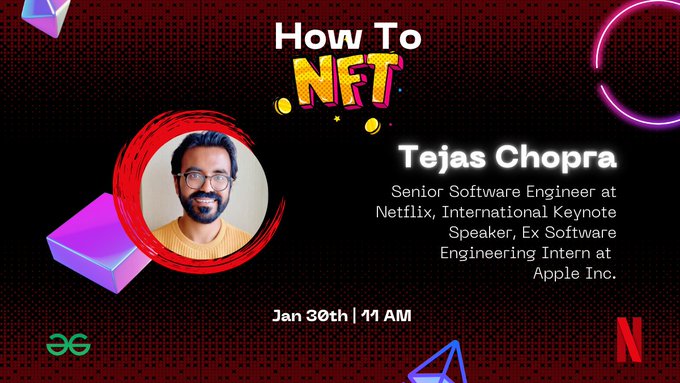 How To
NFT
Tejas Chopra
Senior Software Engineer at
Netflix, International Keynote
Speaker, Ex Software
Engineering Intern at
Apple Inc.
Jan 30th | 11 AM
N